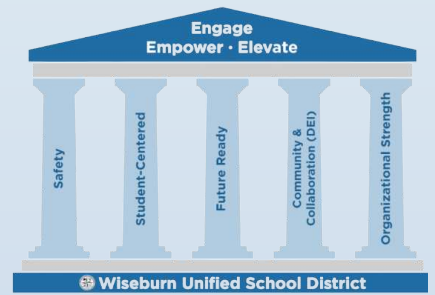 Engage
Empower · Elevate
Safety
Student-Centered
Future Ready
Community &
Collaboration (DEI)
Organizational Strength
Wiseburn Unified School District